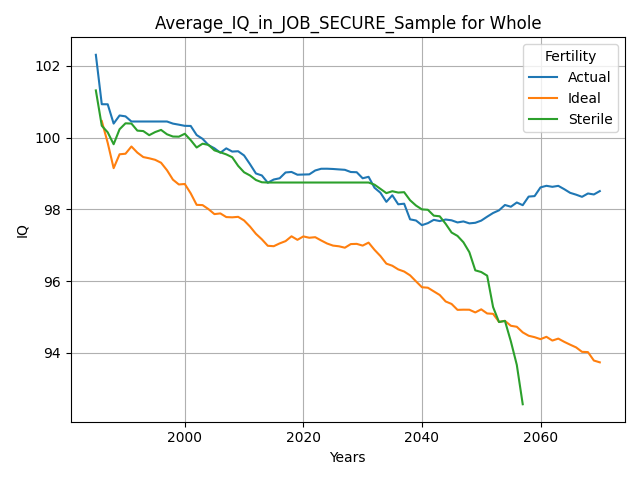 Average_IQ_in_JOB_SECURE_Sample for Whole
Fertility
Actual
Ideal
Sterile
IQ
102
100
98
96
94
2000
2020
2040
2060
Years